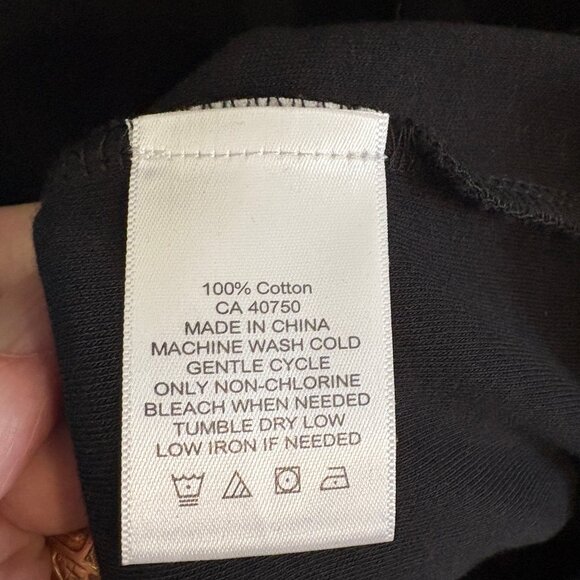 100% Cotton
CA 40750
MADE IN CHINA
MACHINE WASH COLD
GENTLE CYCLE
ONLY NON-CHLORINE
BLEACH WHEN NEEDED
TUMBLE DRY LOW
LOW IRON IF NEEDED